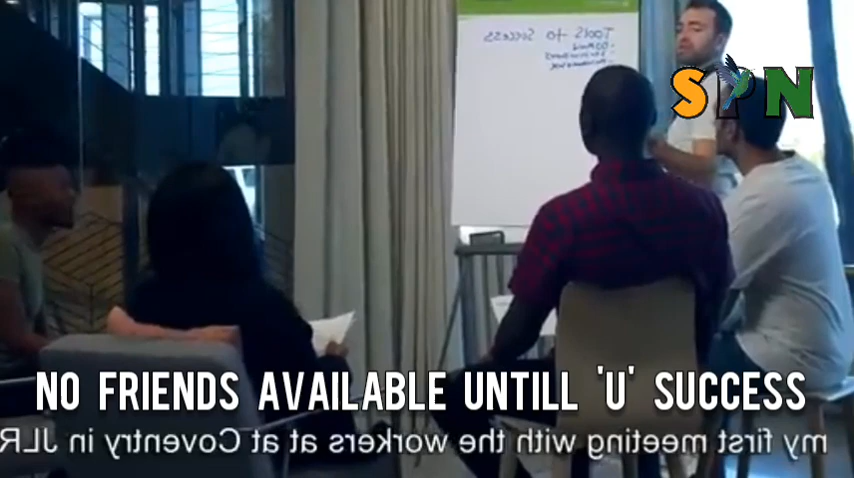 Tools to Success
SPN
NO FRIENDS AVAILABLE UNTILL 'U' SUCCESS
my first meeting with the workers at at Coventry in JLR